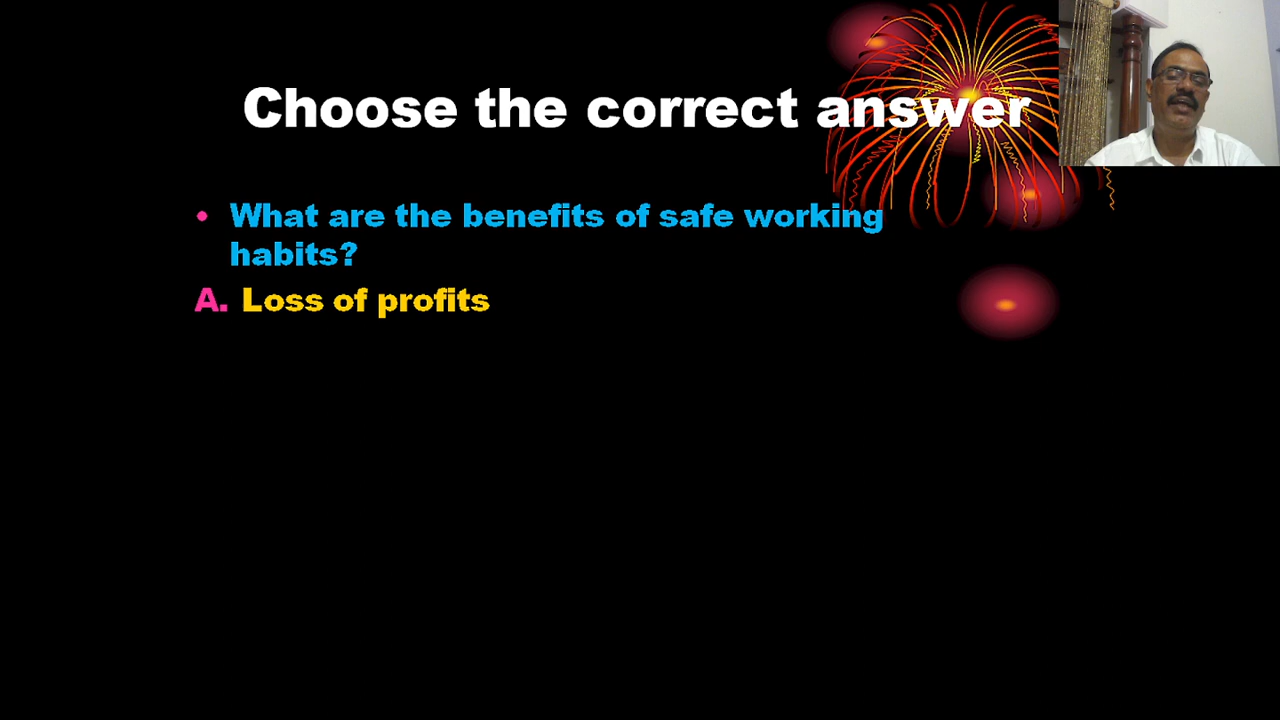 Choose the correct answer
• What are the benefits of safe working
habits?
A. Loss of profits